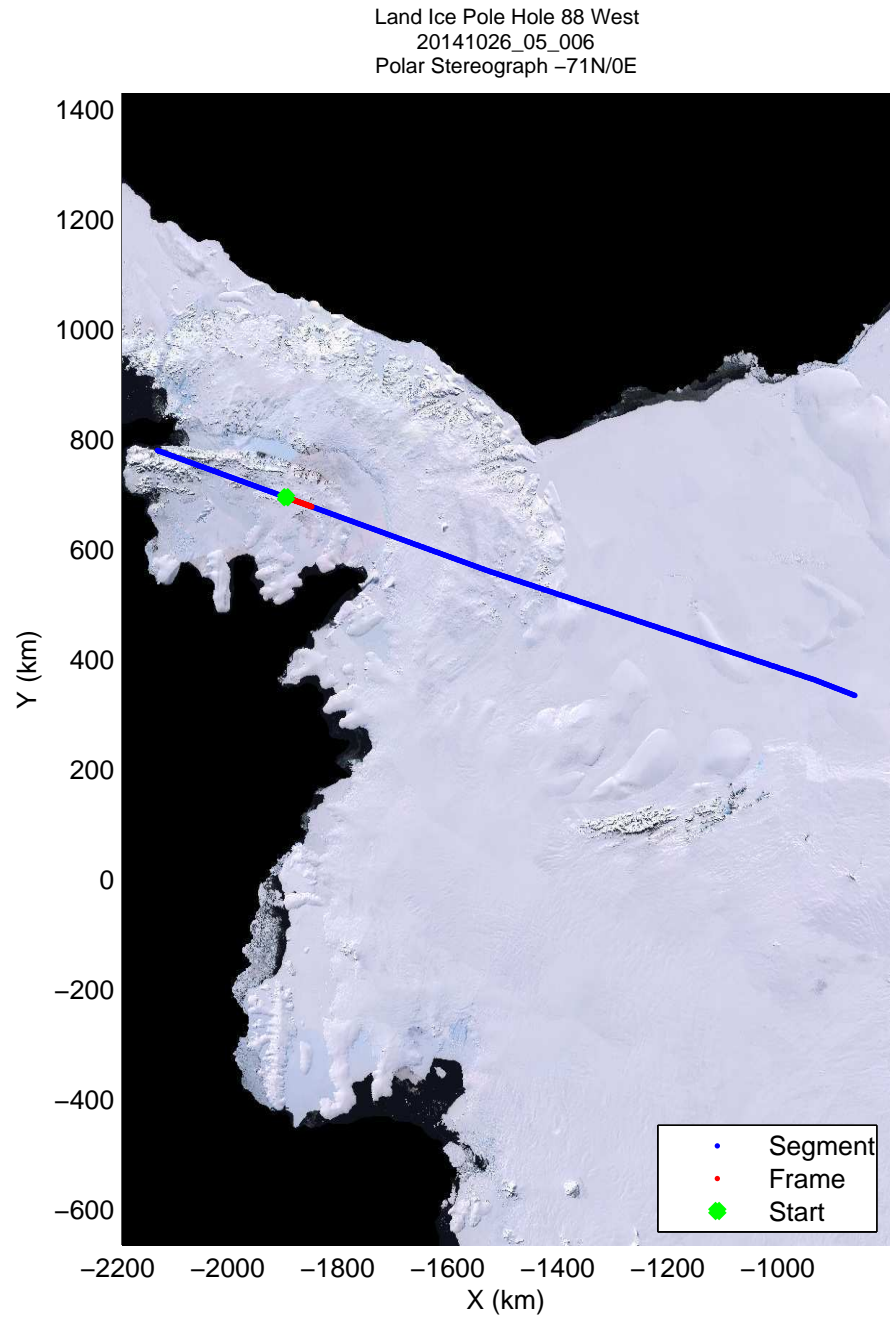 Land Ice Pole Hole 88 West
20141026_05_006
Polar Stereograph −71N/0E
1400
1200
1000
800
600
400
200
0
−200
−400
−600
Y (km)
Segment
Frame
Start
−2200 −2000 −1800 −1600 −1400 −1200 −1000
X (km)